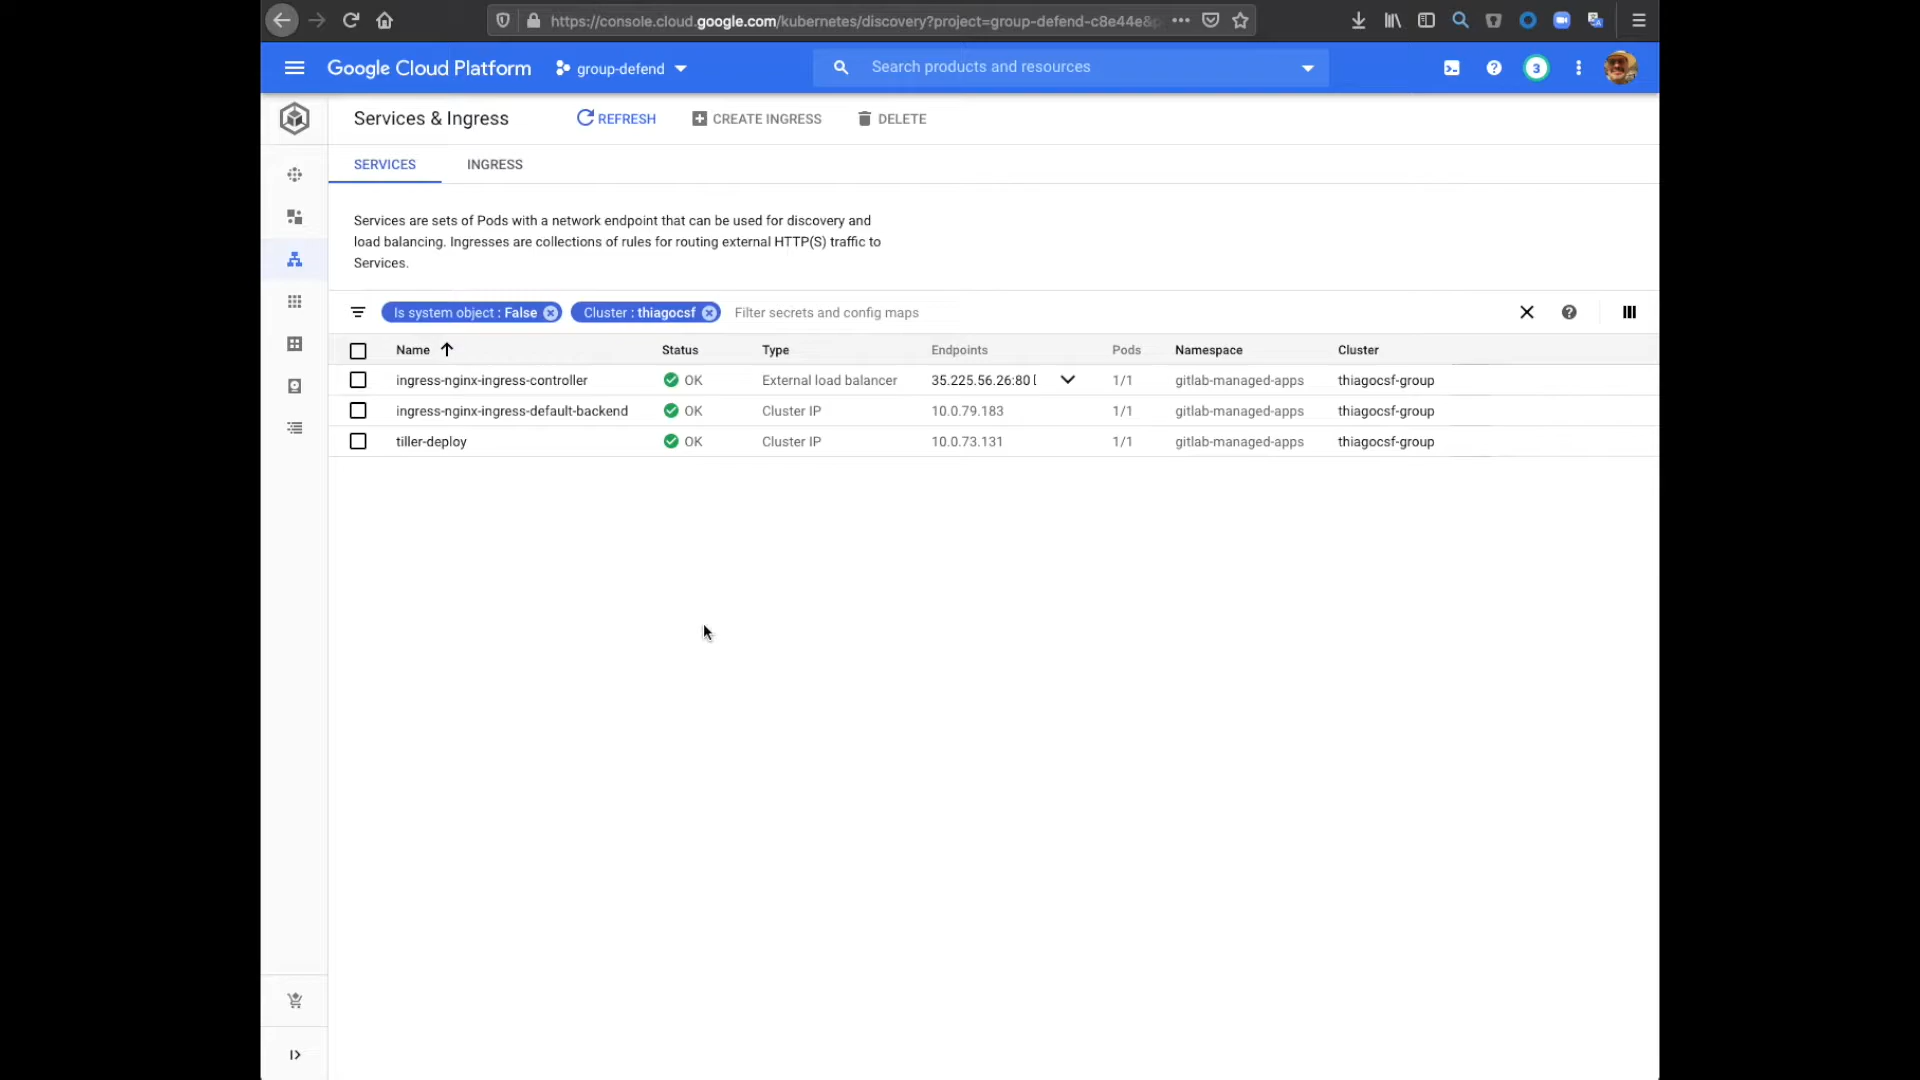 https://console.cloud.google.com/kubernetes/discovery?project=group-defend-c8e44e&
Google Cloud Platform group-defend Search products and resources 3
Services & Ingress REFRESH CREATE INGRESS DELETE
SERVICES INGRESS
Services are sets of Pods with a network endpoint that can be used for discovery and
load balancing. Ingresses are collections of rules for routing external HTTP(S) traffic to
Services.
Is system object : False Cluster : thiagocsf Filter secrets and config maps
Name Status Type Endpoints Pods Namespace Cluster
ingress-nginx-ingress-controller OK External load balancer 35.225.56.26:80 1/1 gitlab-managed-apps thiagocsf-group
ingress-nginx-ingress-default-backend OK Cluster IP 10.0.79.183 1/1 gitlab-managed-apps thiagocsf-group
tiller-deploy OK Cluster IP 10.0.73.131 1/1 gitlab-managed-apps thiagocsf-group